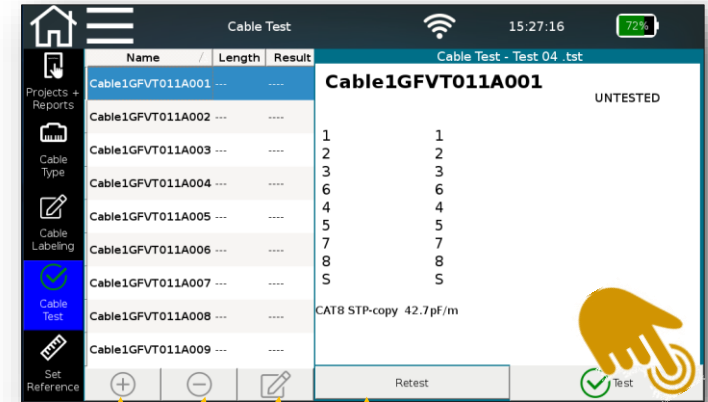 Cable Test
15:27:16
72%
Projects +
Reports
Cable
Type
Cable
Labeling
Cable
Test
Set
Reference
Name / Length Result
Cable1GFVT011A001 --- ----
Cable1GFVT011A002 --- ----
Cable1GFVT011A003 --- ----
Cable1GFVT011A004 --- ----
Cable1GFVT011A005 --- ----
Cable1GFVT011A006 --- ----
Cable1GFVT011A007 --- ----
Cable1GFVT011A008 --- ----
Cable1GFVT011A009 --- ----
Cable Test - Test 04 .tst
Cable1GFVT011A001
UNTESTED
1 1
2 2
3 3
6 6
4 4
5 5
7 7
8 8
S S
CAT8 STP-copy 42.7pF/m
Retest
Test